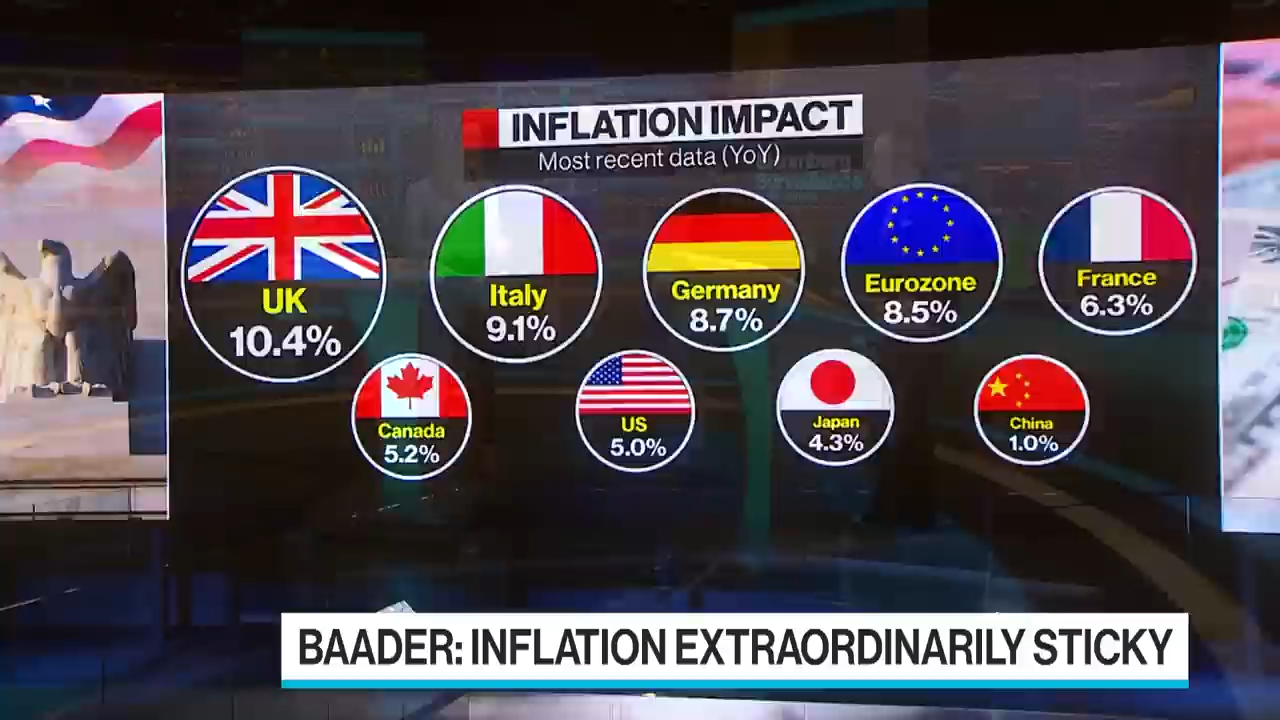 INFLATION IMPACT
Most recent data (YoY)
UK
10.4%
Italy
9.1%
Germany
8.7%
Eurozone
8.5%
France
6.3%
Canada
5.2%
US
5.0%
Japan
4.3%
China
1.0%
BAADER: INFLATION EXTRAORDINARILY STICKY